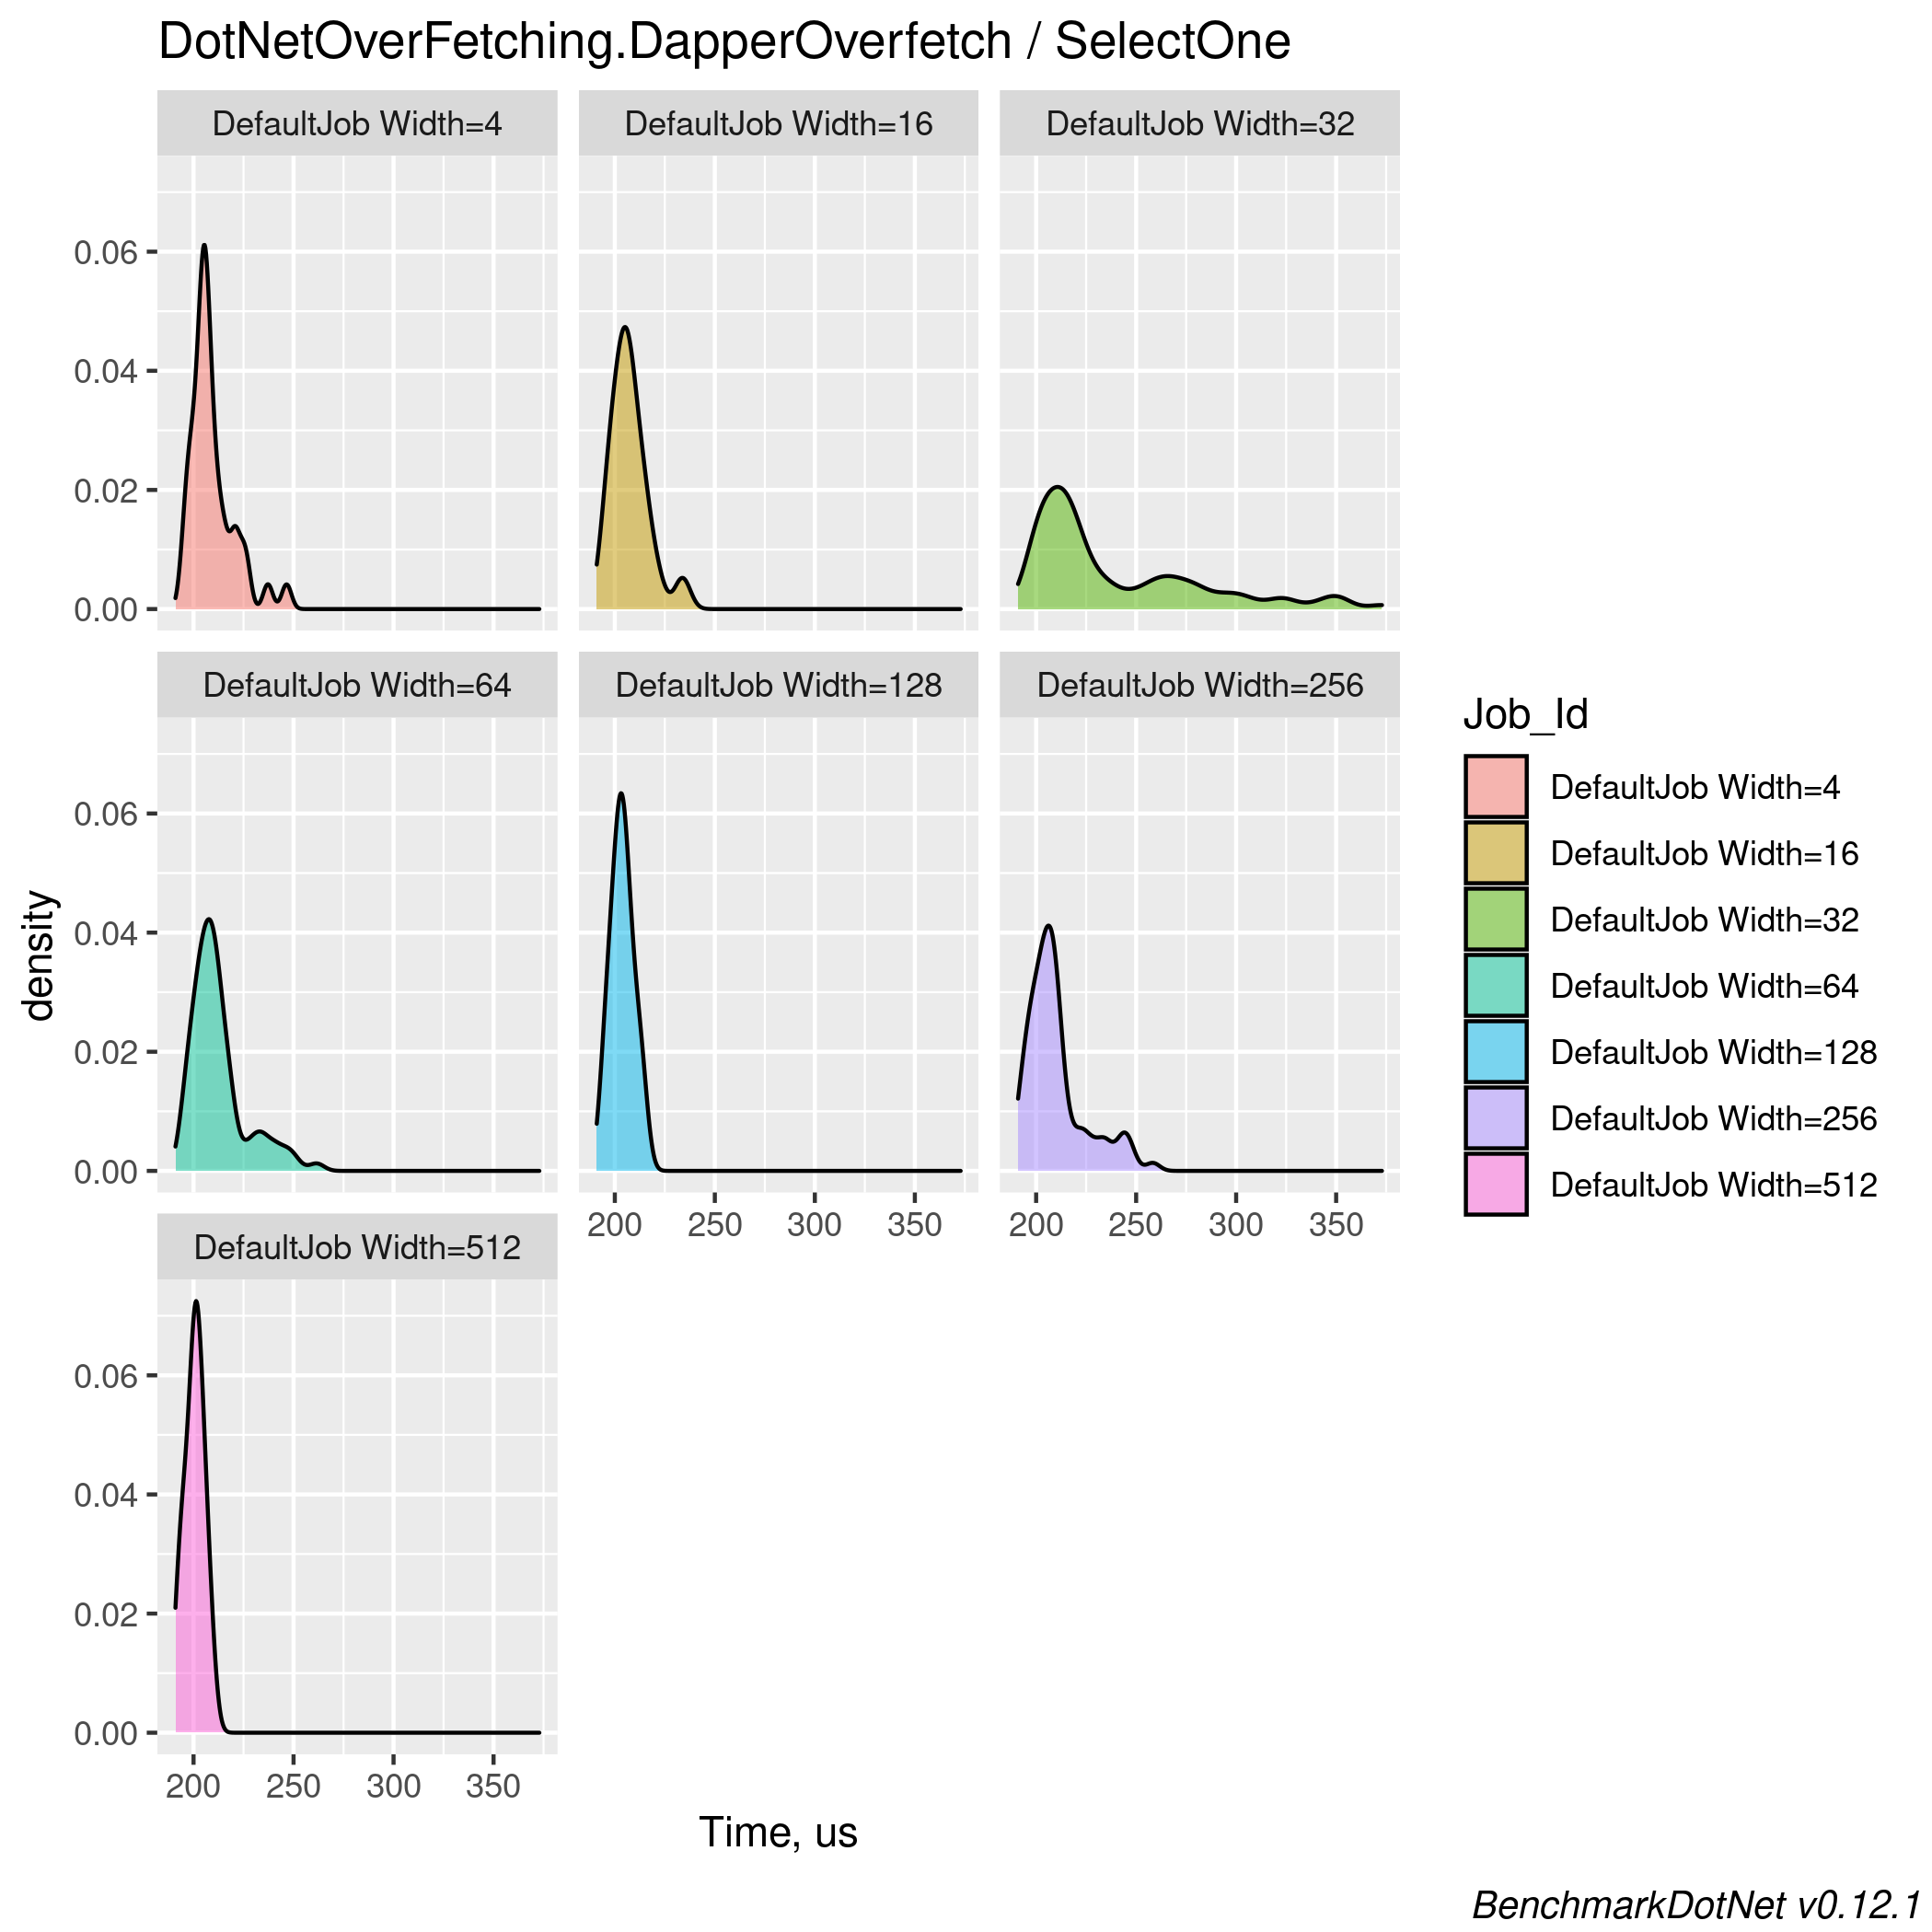 DotNetOverFetching.DapperOverfetch / SelectOne
DefaultJob Width=4
DefaultJob Width=16
DefaultJob Width=32
0.06
0.04
0.02
0.00
DefaultJob Width=64
DefaultJob Width=128
DefaultJob Width=256
0.06
0.04
0.02
0.00
200 250 300 350
200 250 300 350
DefaultJob Width=512
0.06
0.04
0.02
0.00
200 250 300 350
density
Time, us
Job_Id
DefaultJob Width=4
DefaultJob Width=16
DefaultJob Width=32
DefaultJob Width=64
DefaultJob Width=128
DefaultJob Width=256
DefaultJob Width=512
BenchmarkDotNet v0.12.1